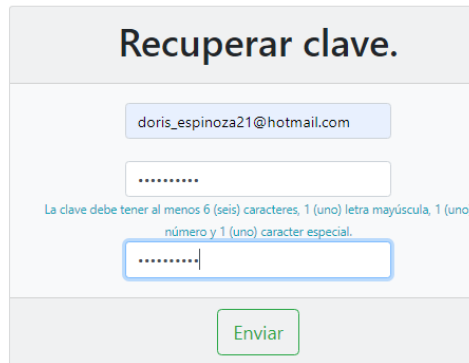 Recuperar clave.
doris_espinoza21@hotmail.com
••••••••••
La clave debe tener al menos 6 (seis) caracteres, 1 (uno) letra mayúscula, 1 (uno
número y 1 (uno) caracter especial.
••••••••••
Enviar